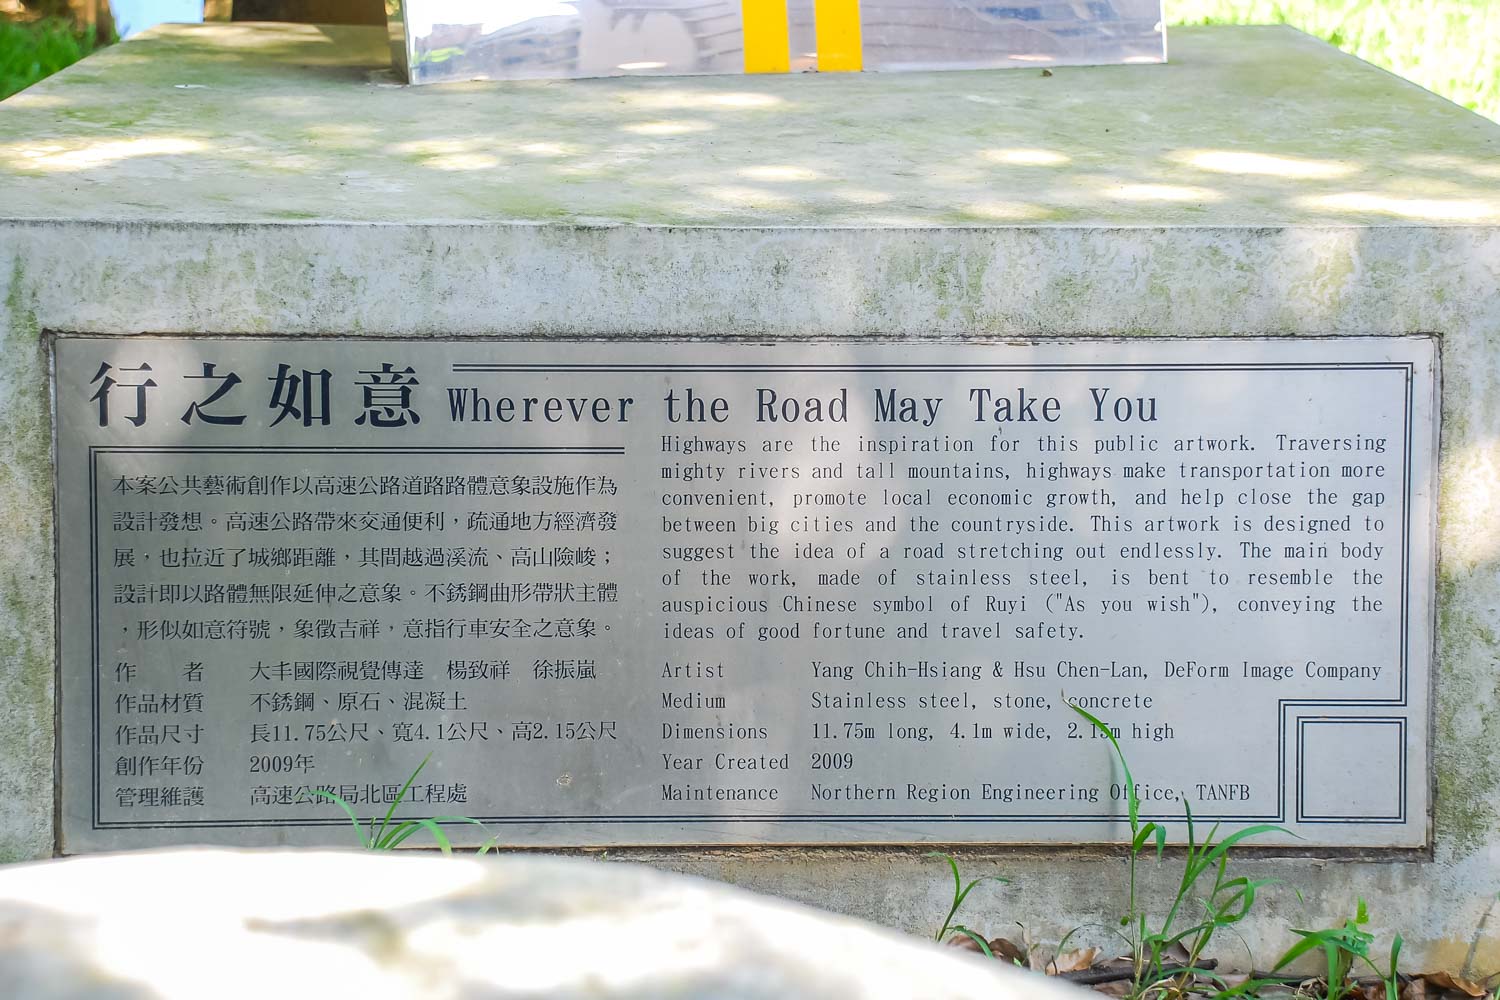 行之如意 Wherever the Road May Take You
本案公共藝術創作以高速公路道路路體意象設施作為
設計發想。高速公路帶來交通便利，疏通地方經濟發
展，也拉近了城鄉距離，其間越過溪流、高山險峻；
設計即以路體無限延伸之意象。不銹鋼曲形帶狀主體
，形似如意符號，象徵吉祥，意指行車安全之意象。
作者 大丰國際視覺傳達 楊致祥 徐振嵐
作品材質 不銹鋼、原石、混凝土
作品尺寸 長11.75公尺、寬4.1公尺、高2.15公尺
創作年份 2009年
管理維護 高速公路局北區工程處
Highways are the inspiration for this public artwork. Traversing
mighty rivers and tall mountains, highways make transportation more
convenient, promote local economic growth, and help close the gap
between big cities and the countryside. This artwork is designed to
suggest the idea of a road stretching out endlessly. The main body
of the work, made of stainless steel, is bent to resemble the
auspicious Chinese symbol of Ruyi ("As you wish"), conveying the
ideas of good fortune and travel safety.
Artist Yang Chih-Hsiang & Hsu Chen-Lan, DeForm Image Company
Medium Stainless steel, stone, concrete
Dimensions 11.75m long, 4.1m wide, 2.15m high
Year Created 2009
Maintenance Northern Region Engineering Office, TANFB